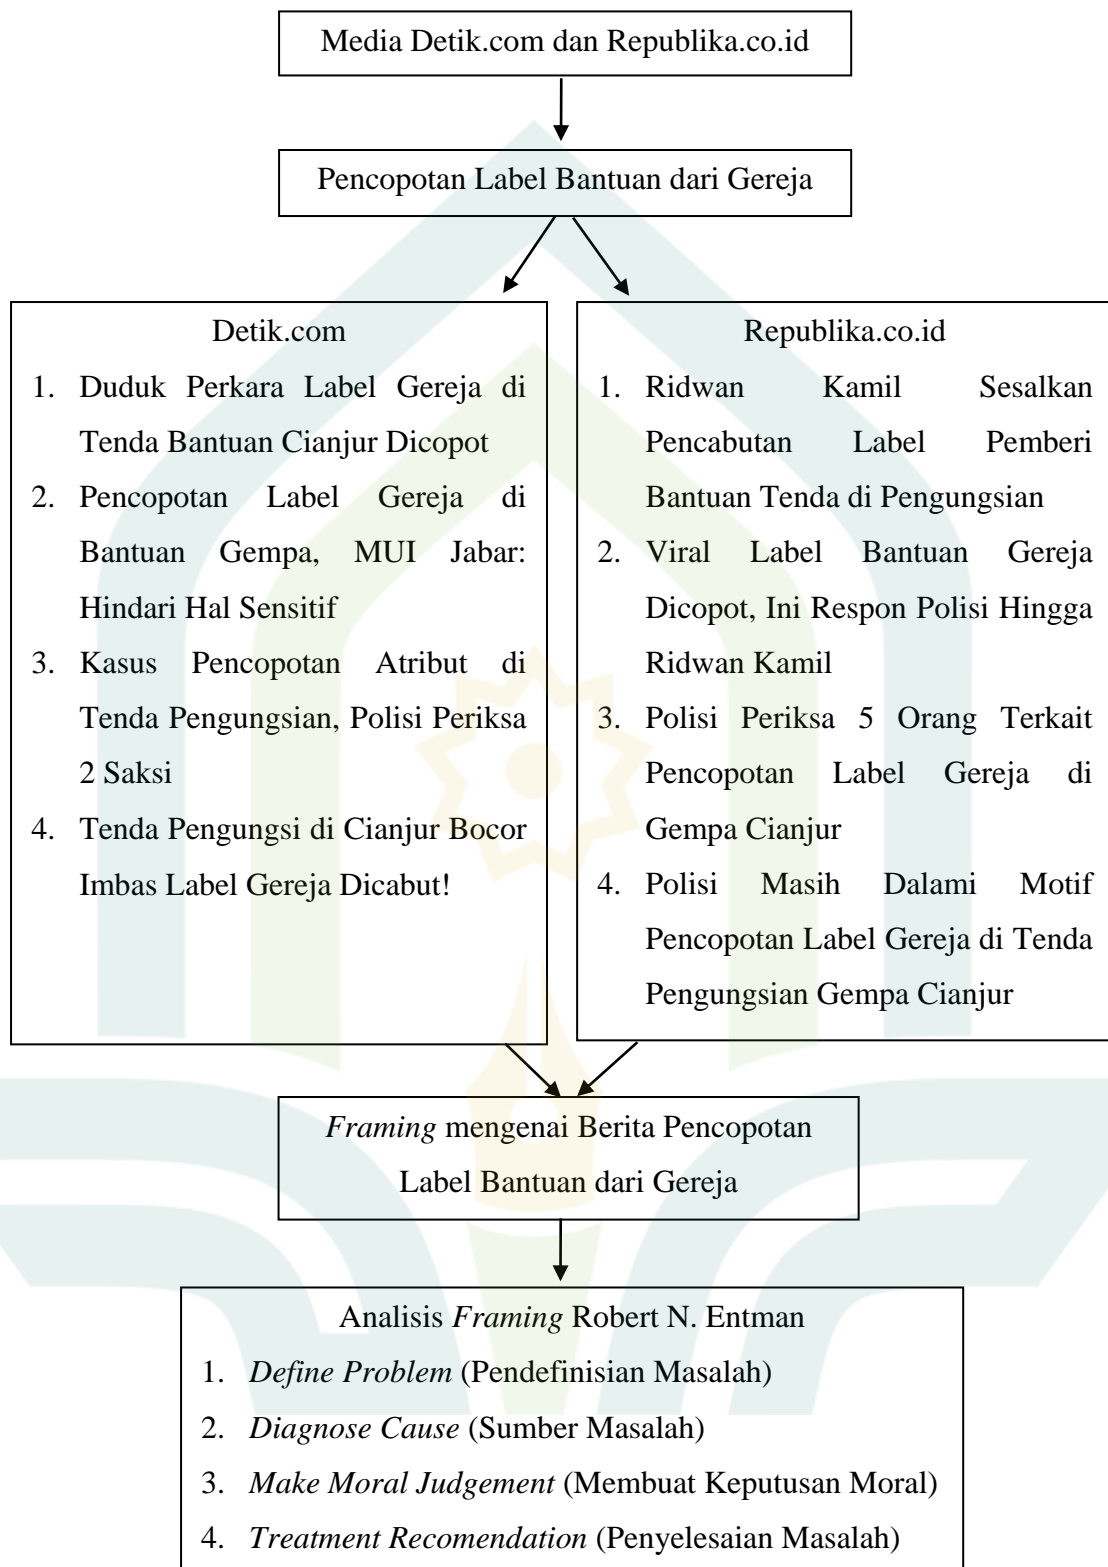 Media Detik.com dan Republika.co.id
Pencopotan Label Bantuan dari Gereja
Detik.com
1. Duduk Perkara Label Gereja di
Tenda Bantuan Cianjur Dicopot
2. Pencopotan Label Gereja di
Bantuan Gempa, MUI Jabar:
Hindari Hal Sensitif
3. Kasus Pencopotan Atribut di
Tenda Pengungsian, Polisi Periksa
2 Saksi
4. Tenda Pengungsi di Cianjur Bocor
Imbas Label Gereja Dicabut!
Republika.co.id
1. Ridwan Kamil Sesalkan
Pencabutan Label Pemberi
Bantuan Tenda di Pengungsian
2. Viral Label Bantuan Gereja
Dicopot, Ini Respon Polisi Hingga
Ridwan Kamil
3. Polisi Periksa 5 Orang Terkait
Pencopotan Label Gereja di
Gempa Cianjur
4. Polisi Masih Dalami Motif
Pencopotan Label Gereja di Tenda
Pengungsian Gempa Cianjur
Framing mengenai Berita Pencopotan
Label Bantuan dari Gereja
Analisis Framing Robert N. Entman
1. Define Problem (Pendefinisian Masalah)
2. Diagnose Cause (Sumber Masalah)
3. Make Moral Judgement (Membuat Keputusan Moral)
4. Treatment Recomendation (Penyelesaian Masalah)